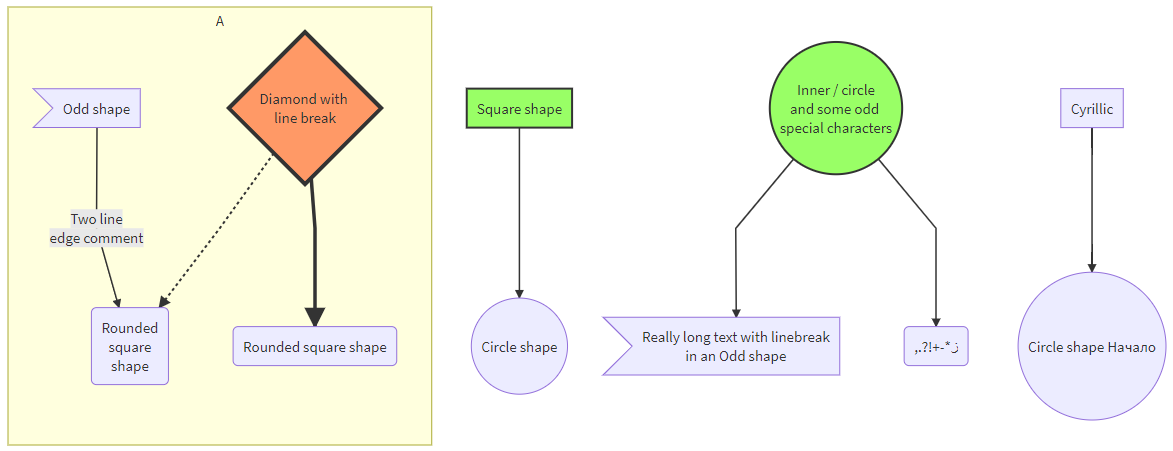 A
Odd shape
Diamond with
line break
Two line
edge comment
Rounded
square
shape
Rounded square shape
Square shape
Circle shape
Inner / circle
and some odd
special characters
Really long text with linebreak
in an Odd shape
,.?!+-*ز
Cyrillic
Circle shape Начало